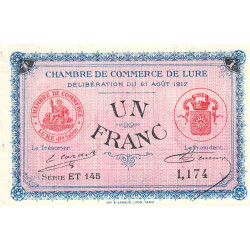 CHAMBRE DE COMMERCE DE LURE
DÉLIBÉRATION DU 21 AOÛT 1917
UN
FRANC
CHAMBRE DE COMMERCE
LURE
Le Trésorier
Le Président
SÉRIE ET 145
1,174